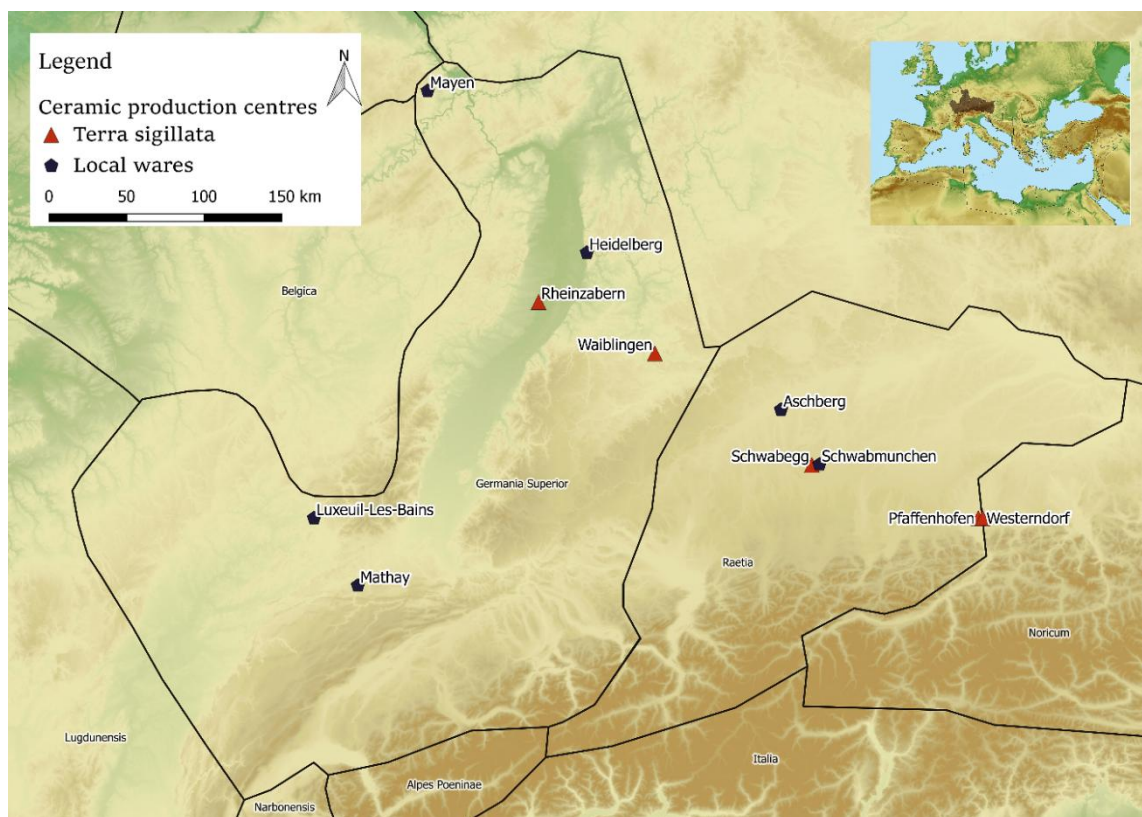 Legend
N
Ceramic production centres
Terra sigillata
Local wares
0 50 100 150 km
Mayen
Heidelberg
Belgica
Rheinzabern
Waiblingen
Aschberg
Schwabegg Schwabmunchen
Germania Superior
Luxeuil-Les-Bains
Pfaffenhofen Westerndorf
Raetia
Mathay
Noricum
Lugdunensis
Italia
Alpes Poeninae
Narbonensis